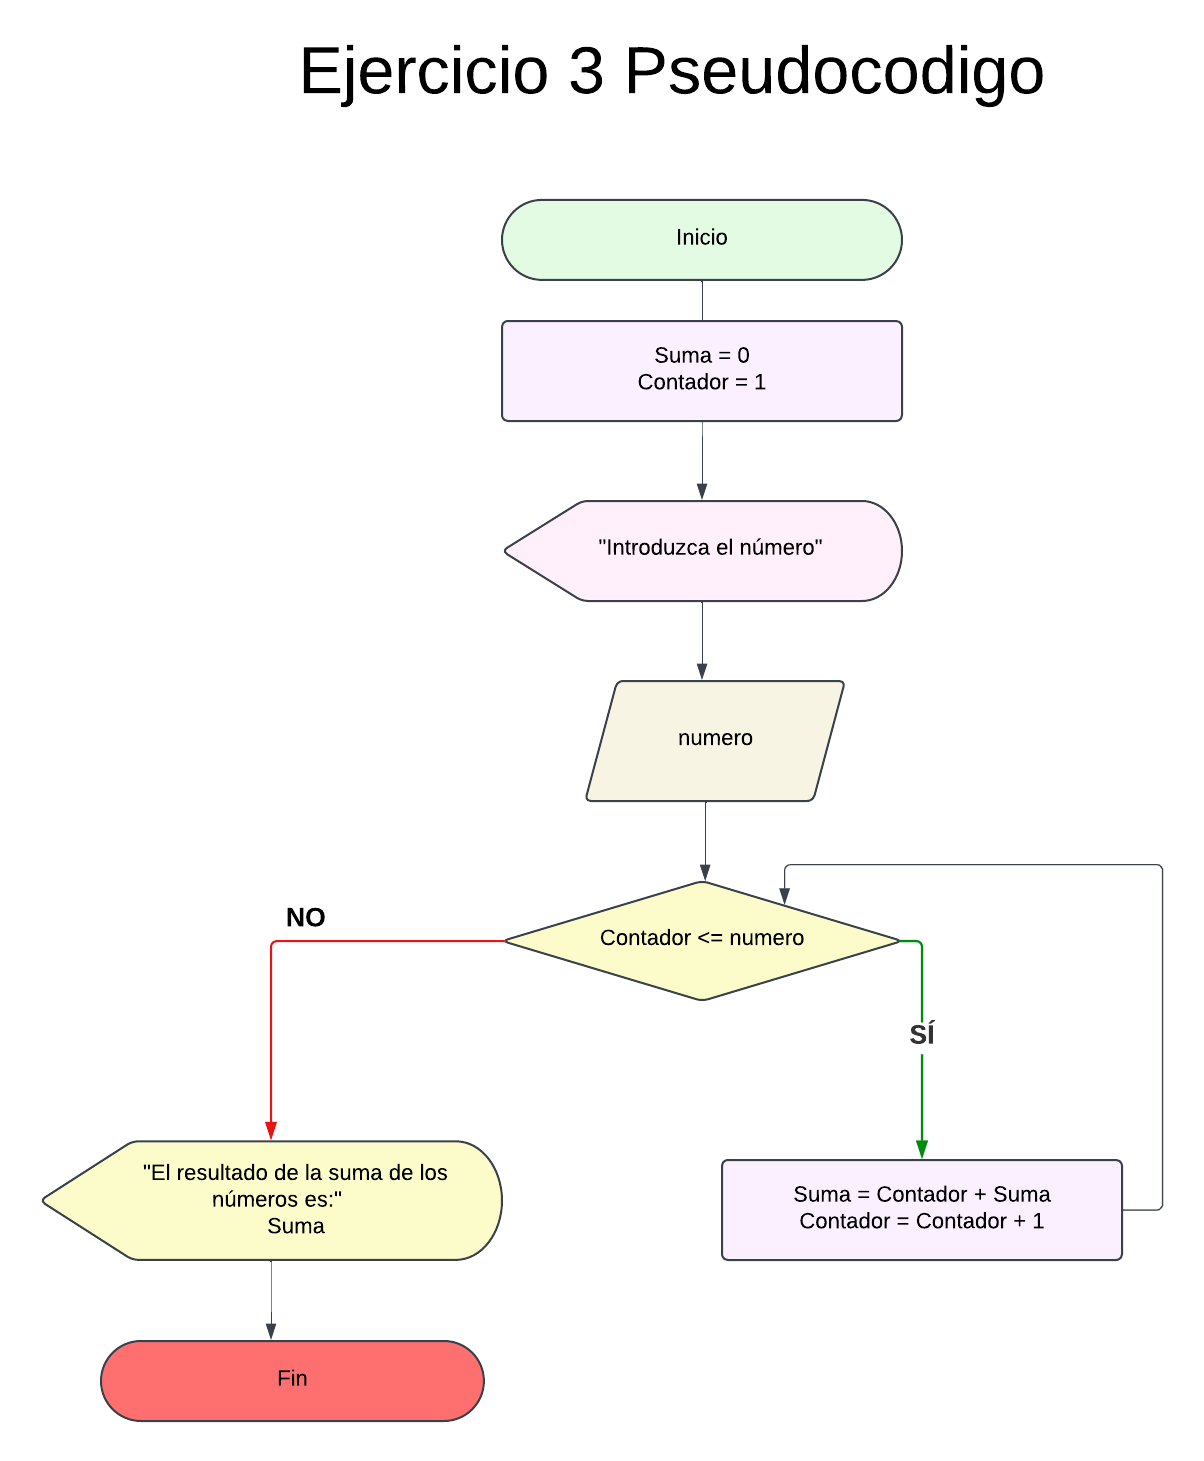 Ejercicio 3 Pseudocodigo
Inicio
Suma = 0
Contador = 1
"Introduzca el número"
numero
Contador <= numero
NO
SÍ
"El resultado de la suma de los
números es:"
Suma
Suma = Contador + Suma
Contador = Contador + 1
Fin